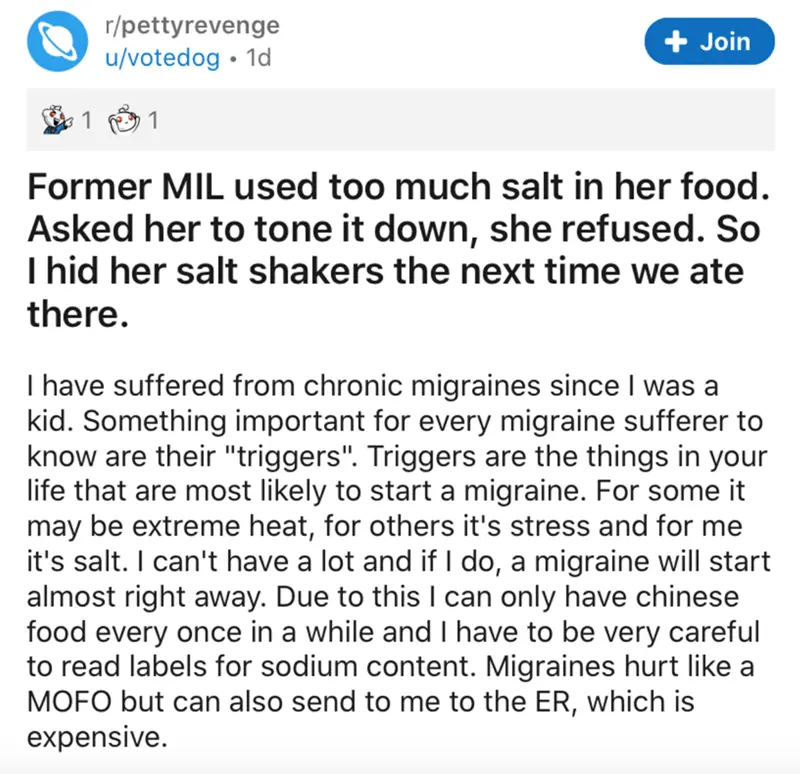 r/pettyrevenge
u/votedog • 1d
+ Join
1 1
Former MIL used too much salt in her food.
Asked her to tone it down, she refused. So
I hid her salt shakers the next time we ate
there.
I have suffered from chronic migraines since I was a
kid. Something important for every migraine sufferer to
know are their "triggers". Triggers are the things in your
life that are most likely to start a migraine. For some it
may be extreme heat, for others it's stress and for me
it's salt. I can't have a lot and if I do, a migraine will start
almost right away. Due to this I can only have chinese
food every once in a while and I have to be very careful
to read labels for sodium content. Migraines hurt like a
MOFO but can also send to me to the ER, which is
expensive.